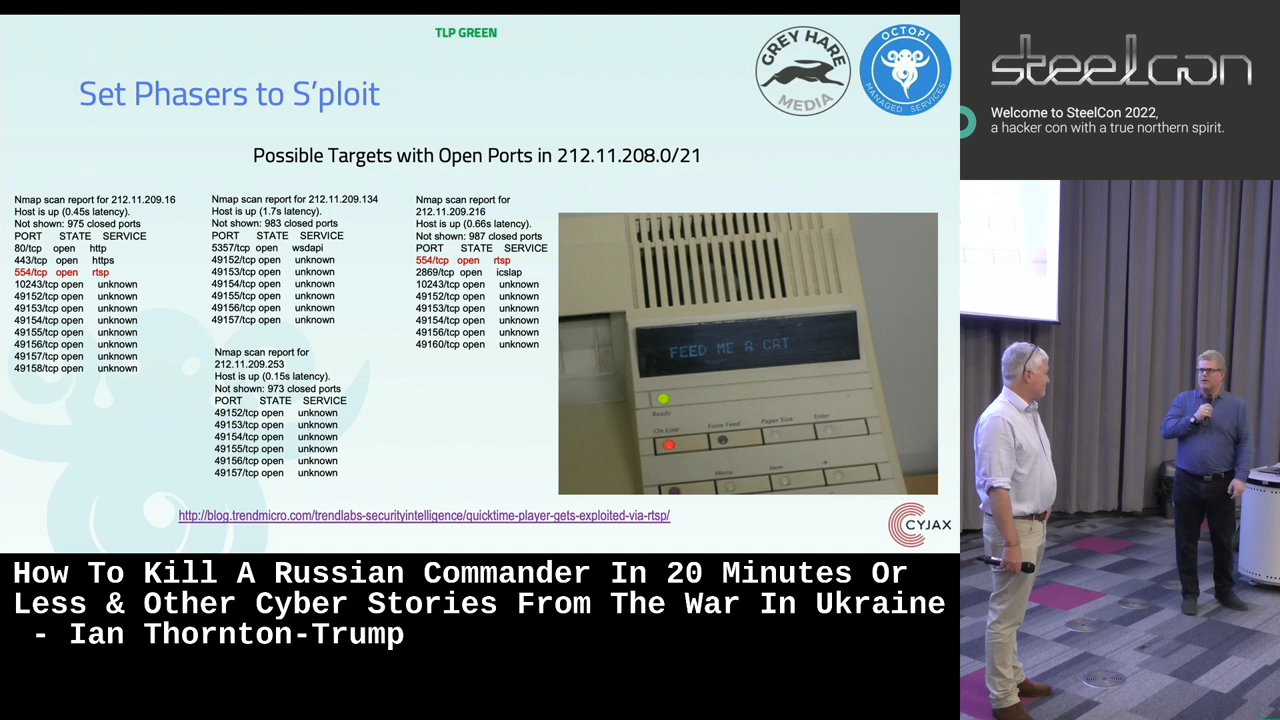 TLP GREEN
GREY HARE
MEDIA
OCTOPI
MANAGED SERVICES
Set Phasers to S'ploit
Possible Targets with Open Ports in 212.11.208.0/21
Nmap scan report for 212.11.209.16
Host is up (0.45s latency).
Not shown: 975 closed ports
PORT STATE SERVICE
80/tcp open http
443/tcp open https
554/tcp open rtsp
10243/tcp open unknown
49152/tcp open unknown
49153/tcp open unknown
49154/tcp open unknown
49155/tcp open unknown
49156/tcp open unknown
49157/tcp open unknown
49158/tcp open unknown
Nmap scan report for 212.11.209.134
Host is up (1.7s latency).
Not shown: 983 closed ports
PORT STATE SERVICE
5357/tcp open wsdapi
49152/tcp open unknown
49153/tcp open unknown
49154/tcp open unknown
49155/tcp open unknown
49156/tcp open unknown
49157/tcp open unknown
Nmap scan report for
212.11.209.253
Host is up (0.15s latency).
Not shown: 973 closed ports
PORT STATE SERVICE
49152/tcp open unknown
49153/tcp open unknown
49154/tcp open unknown
49155/tcp open unknown
49156/tcp open unknown
49157/tcp open unknown
Nmap scan report for
212.11.209.216
Host is up (0.66s latency).
Not shown: 987 closed ports
PORT STATE SERVICE
554/tcp open rtsp
2869/tcp open icslap
10243/tcp open unknown
49152/tcp open unknown
49153/tcp open unknown
49154/tcp open unknown
49156/tcp open unknown
49160/tcp open unknown
FEED ME A CAT
Ready
On Line Form Feed Paper Size Enter
Menu Item +
http://blog.trendmicro.com/trendlabs-securityintelligence/quicktime-player-gets-exploited-via-rtsp/
CYJAX
steelcon
Welcome to SteelCon 2022,
a hacker con with a true northern spirit.
How To Kill A Russian Commander In 20 Minutes Or
Less & Other Cyber Stories From The War In Ukraine
- Ian Thornton-Trump